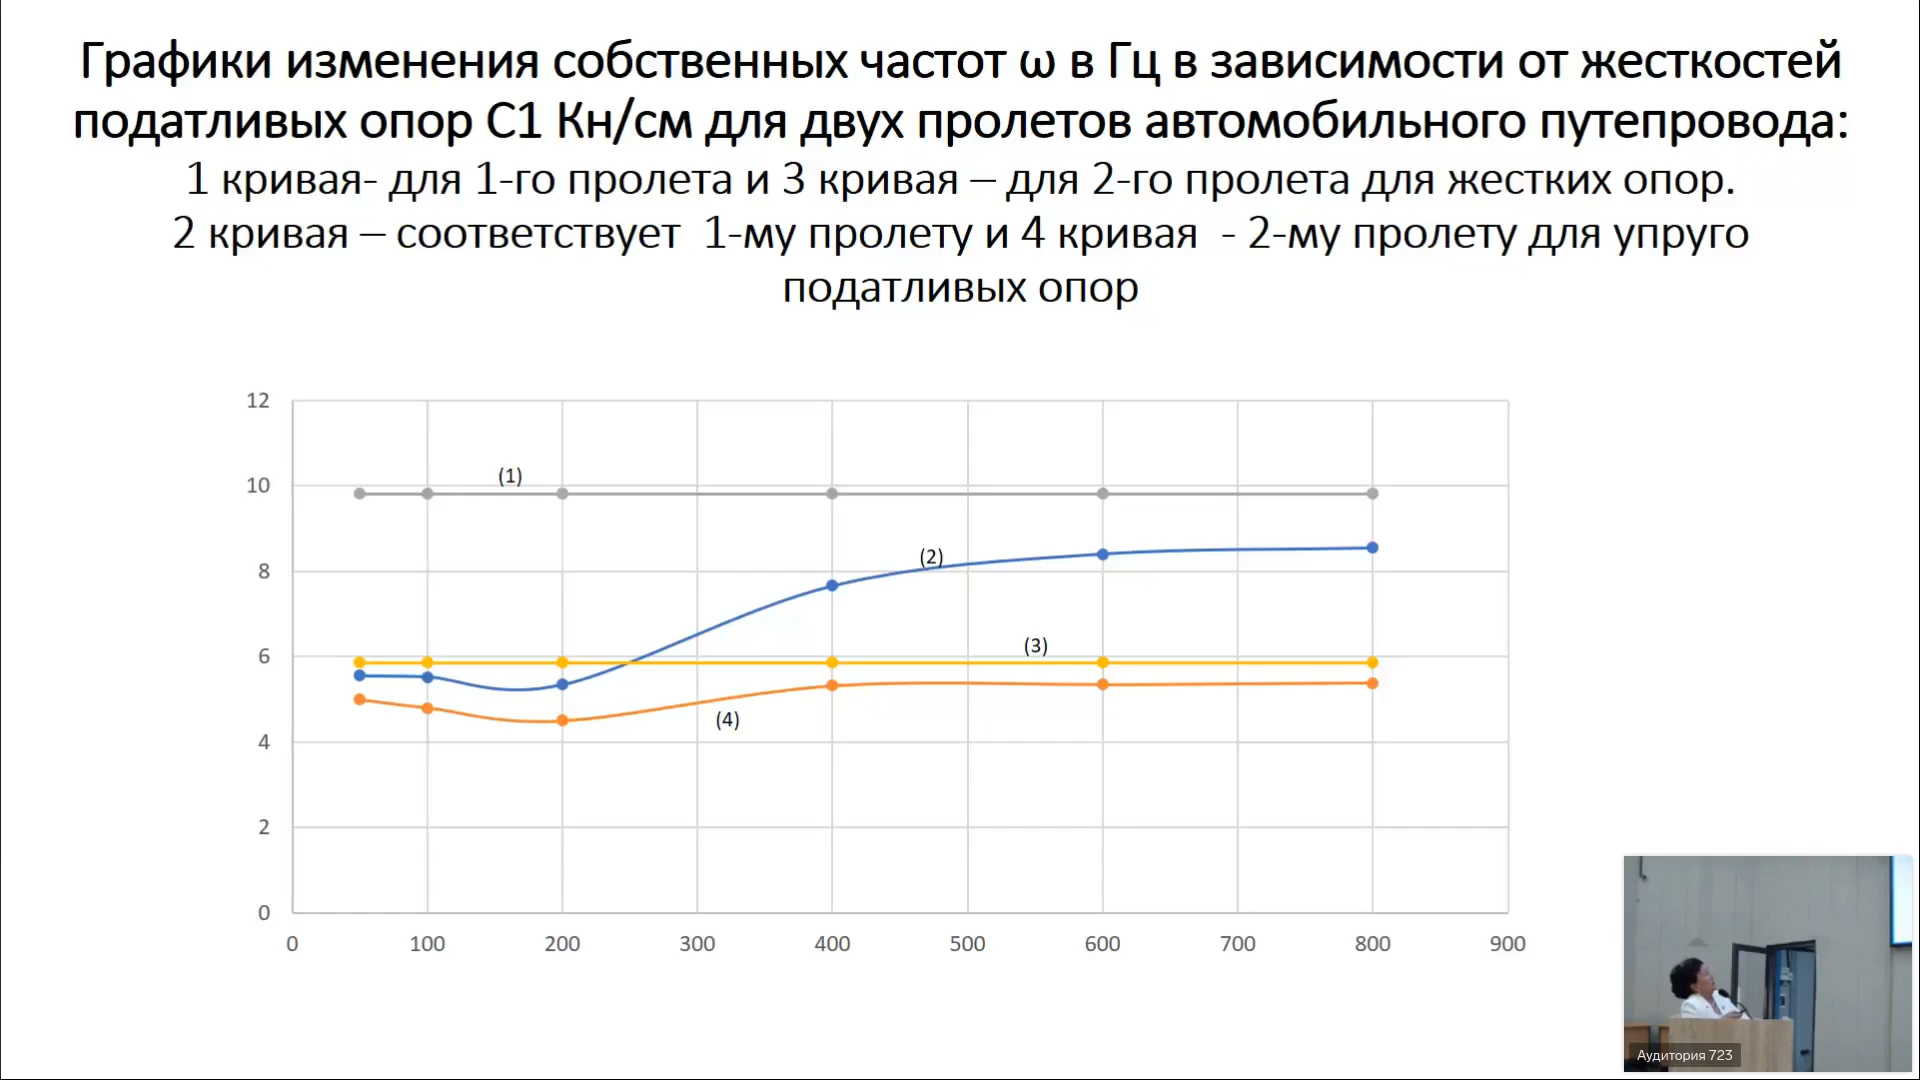 Графики изменения собственных частот ω в Гц в зависимости от жесткостей
податливых опор С1 Кн/см для двух пролетов автомобильного путепровода:
1 кривая- для 1-го пролета и 3 кривая – для 2-го пролета для жестких опор.
2 кривая – соответствует  1-му пролету и 4 кривая  - 2-му пролету для упруго
податливых опор
12
(1)
10
(2)
8
(3)
6
(4)
4
2
0
0 100 200 300 400 500 600 700 800 900
Аудитория 723